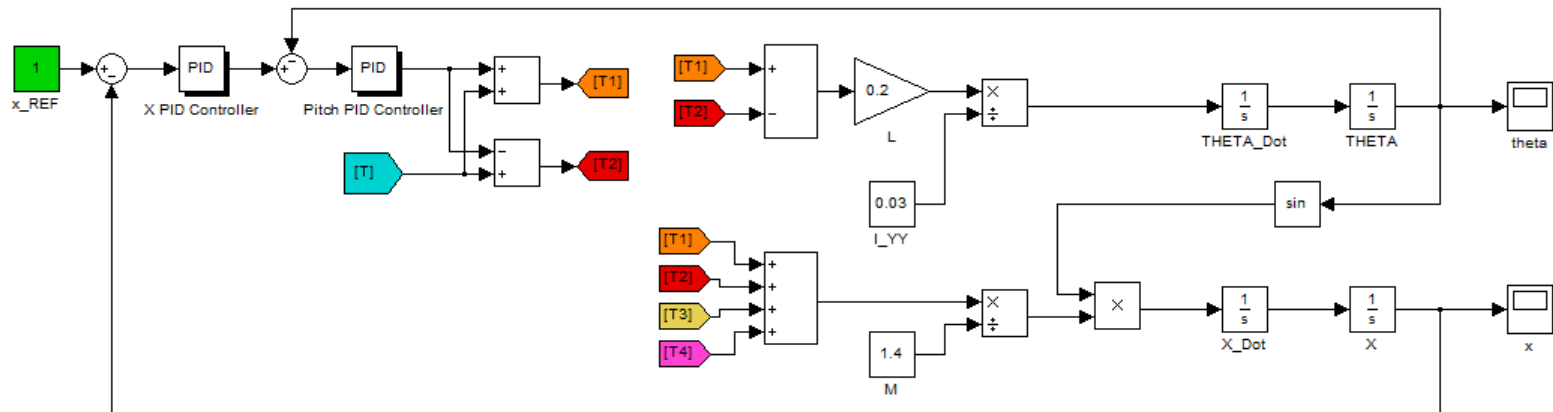 1
x_REF
+
−
PID
X PID Controller
−
+
PID
Pitch PID Controller
+
+
[T1]
−
+
[T2]
[T]
[T1]
[T2]
+
−
0.2
L
×
÷
0.03
I_YY
1
s
THETA_Dot
1
s
THETA
theta
sin
[T1]
[T2]
[T3]
[T4]
+
+
+
+
×
÷
1.4
M
×
1
s
X_Dot
1
s
X
x